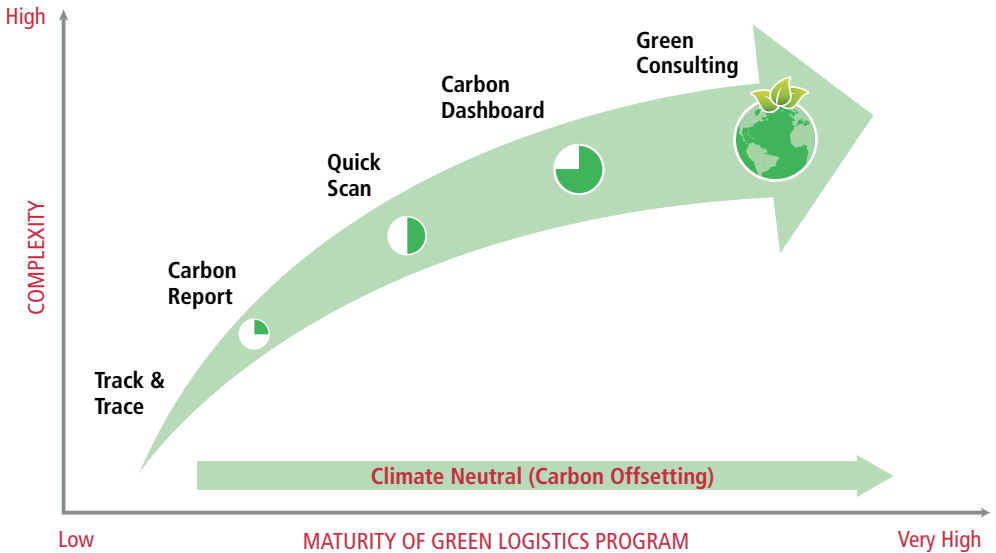 High
Green
Consulting
Carbon
Dashboard
Quick
Scan
Carbon
Report
Track &
Trace
COMPLEXITY
Climate Neutral (Carbon Offsetting)
Low
MATURITY OF GREEN LOGISTICS PROGRAM
Very High